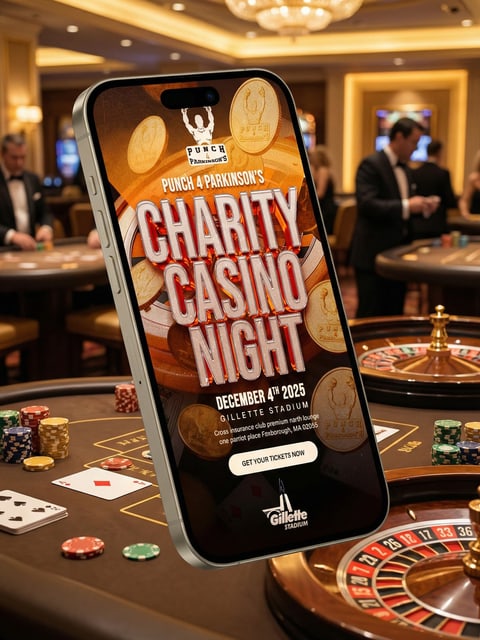 PUNCH
4
PARKINSON'S
PUNCH 4 PARKINSON'S
CHARITY
CASINO
NIGHT
DECEMBER 4TH 2025
GILLETTE STADIUM
Cross insurance club premium north lounge
one patriot place Foxborough, MA 02055
GET YOUR TICKETS NOW
Gillette
STADIUM